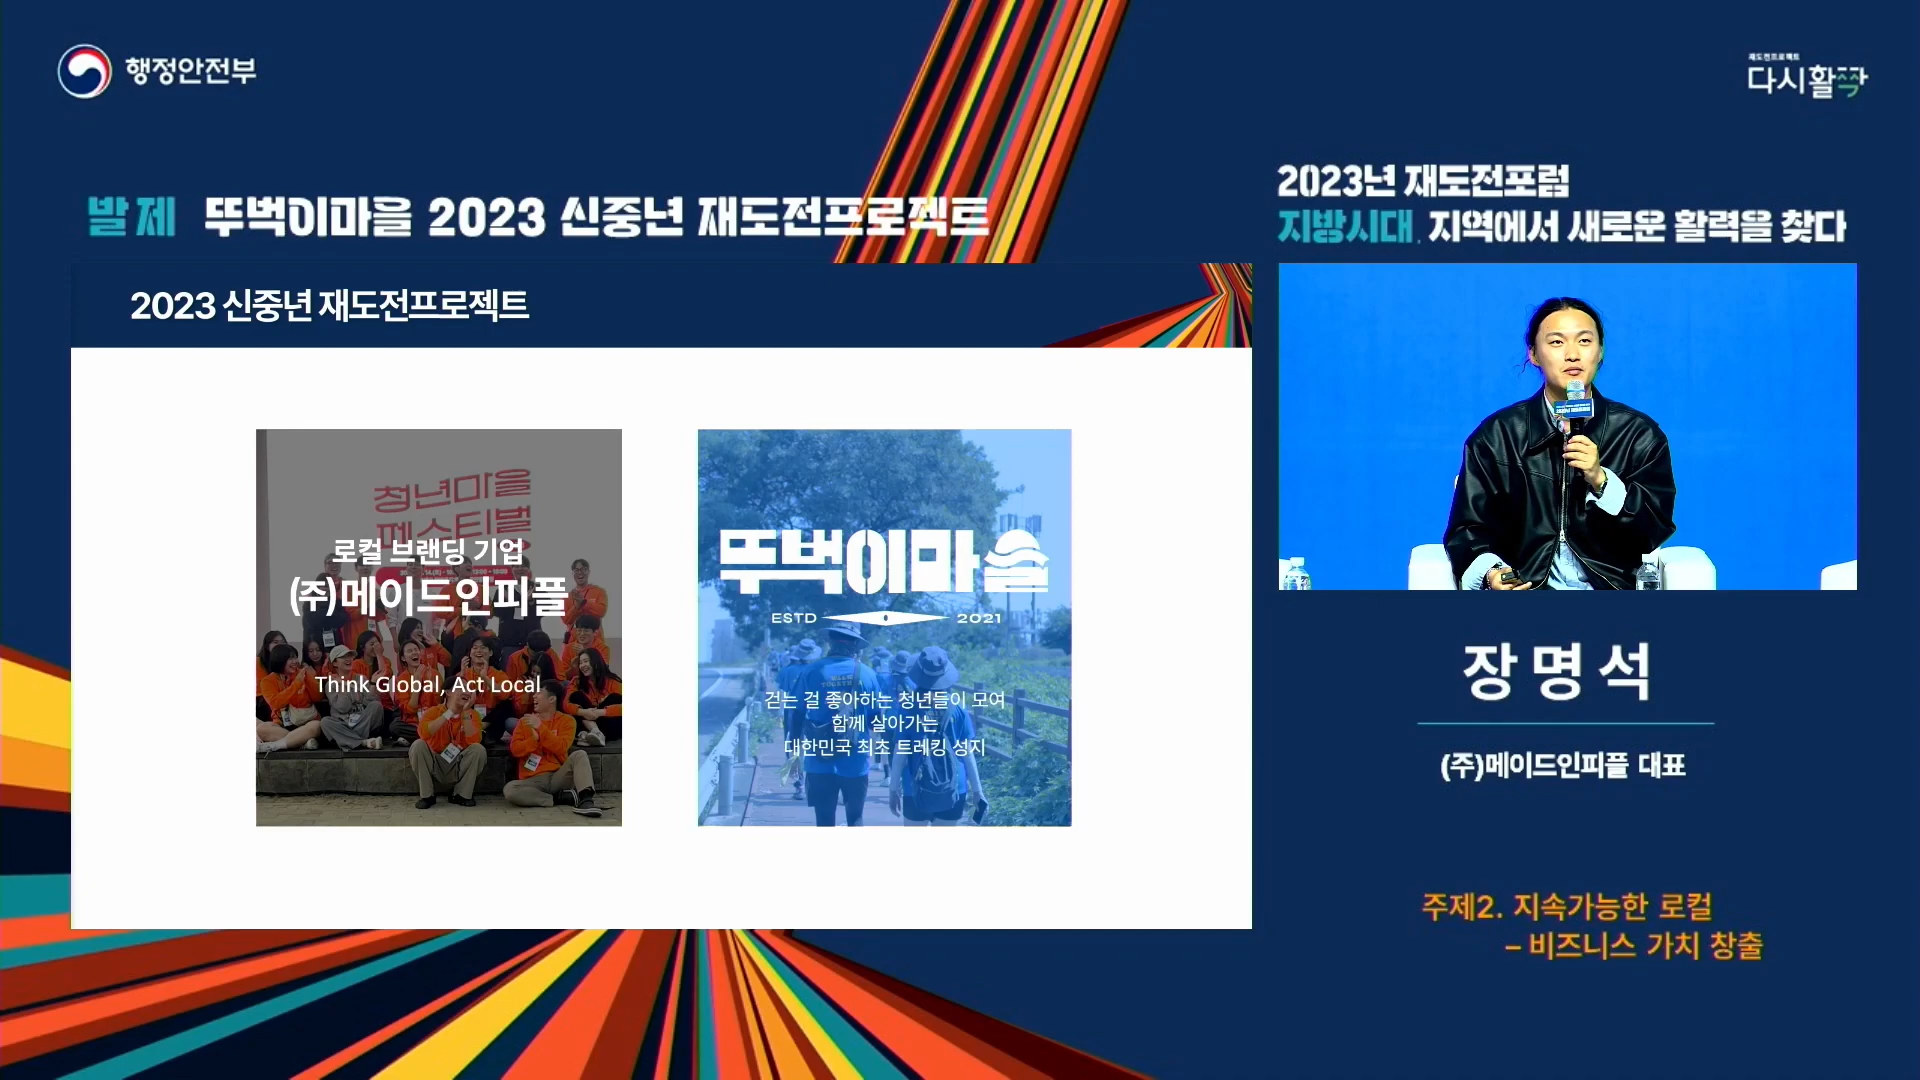 행정안전부
재도전프로젝트
다시활짝
발제 뚜벅이마을 2023 신중년 재도전프로젝트
2023년 재도전포럼
지방시대, 지역에서 새로운 활력을 찾다
2023 신중년 재도전프로젝트
청년마을
페스티벌
로컬 브랜딩 기업
(주)메이드인피플
Think Global, Act Local
뚜벅이마을
ESTD 2021
걷는 걸 좋아하는 청년들이 모여
함께 살아가는
대한민국 최초 트레킹 성지
장명석
(주)메이드인피플 대표
주제2. 지속가능한 로컬
– 비즈니스 가치 창출